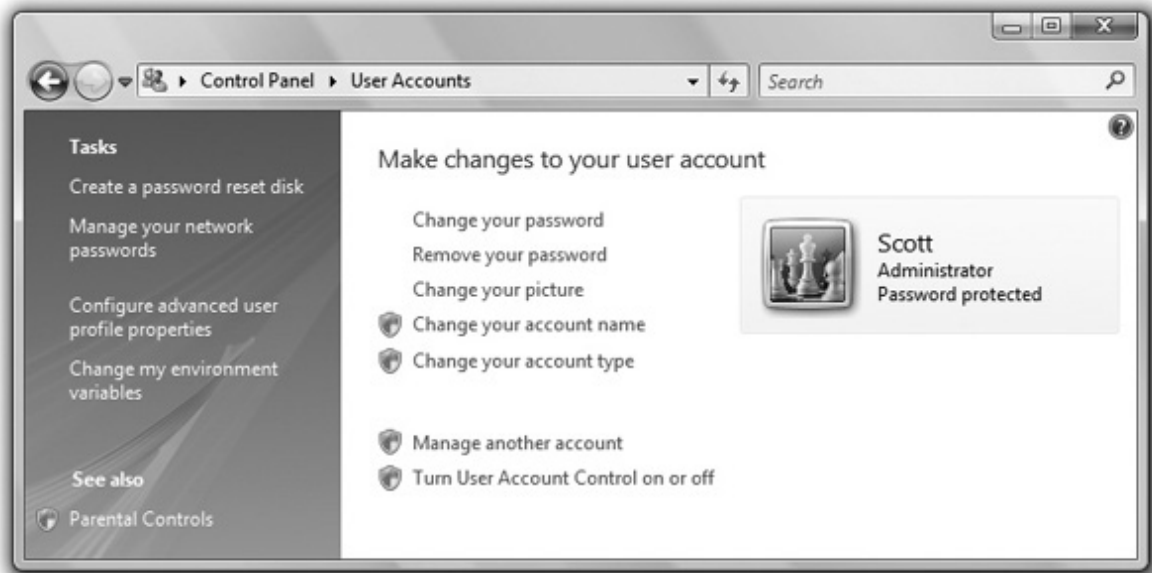 Control Panel
User Accounts
Search
Tasks
Create a password reset disk
Manage your network
passwords
Configure advanced user
profile properties
Change my environment
variables
See also
Parental Controls
Make changes to your user account
Change your password
Remove your password
Change your picture
Change your account name
Change your account type
Manage another account
Turn User Account Control on or off
Scott
Administrator
Password protected